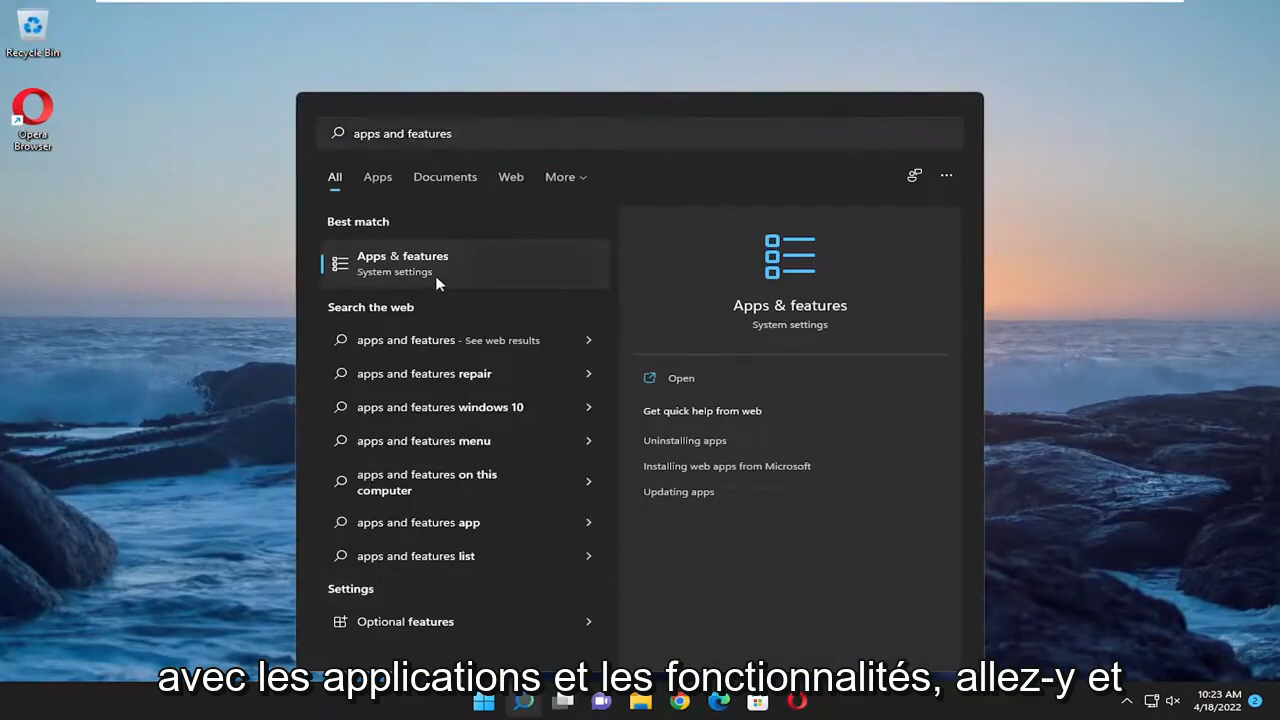 Recycle Bin
Opera
Browser
apps and features
All Apps Documents Web More
Best match
Apps & features
System settings
Search the web
apps and features - See web results
apps and features repair
apps and features windows 10
apps and features menu
apps and features on this
computer
apps and features app
apps and features list
Settings
Optional features
Apps & features
System settings
Open
Get quick help from web
Uninstalling apps
Installing web apps from Microsoft
Updating apps
avec les applications et les fonctionnalités, allez-y et
10:23 AM
4/18/2022
2